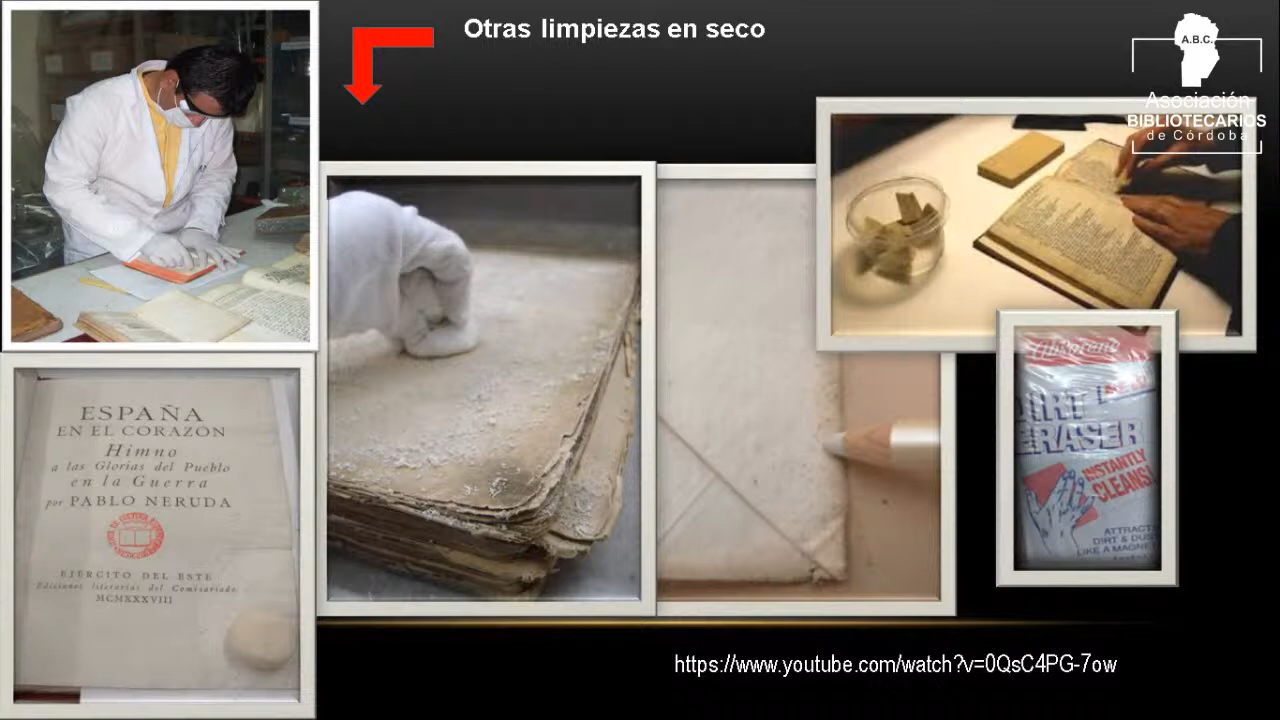 Otras limpiezas en seco
A.B.C.
Asociación
BIBLIOTECARIOS
de Córdoba
ESPAÑA
EN EL CORAZÓN
Himno
a las Glorias del Pueblo
en la Guerra
por PABLO NERUDA
EJÉRCITO DEL ESTE
Ediciones literarias del Comisariado
MCMXXXVIII
Absorene
DIRT
ERASER
INSTANTLY
CLEANS!
ATTRACTS
DIRT & DUST
LIKE A MAGNET
https://www.youtube.com/watch?v=0QsC4PG-7ow